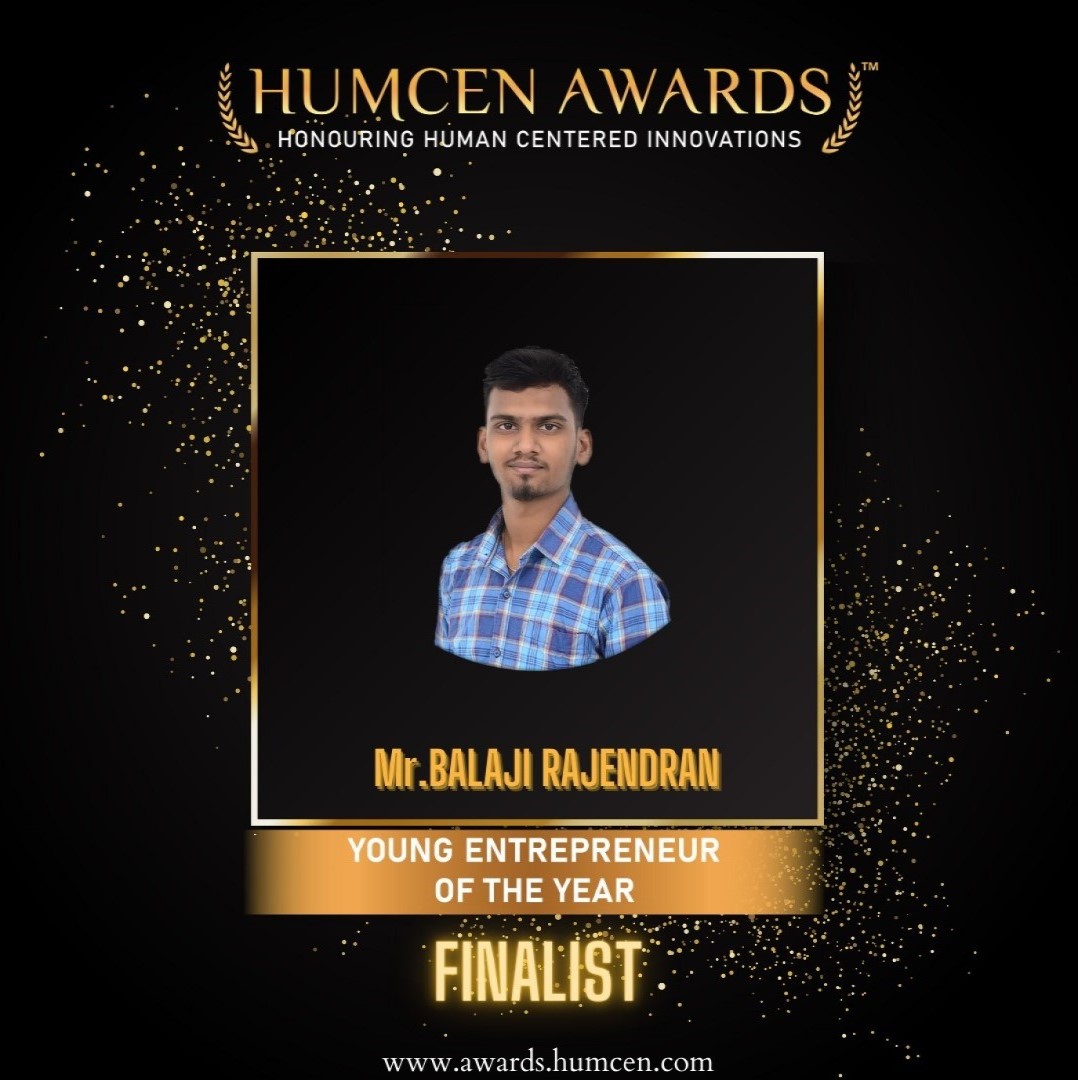 HUMCEN AWARDS™
HONOURING HUMAN CENTERED INNOVATIONS
Mr.BALAJI RAJENDRAN
YOUNG ENTREPRENEUR
OF THE YEAR
FINALIST
www.awards.humcen.com